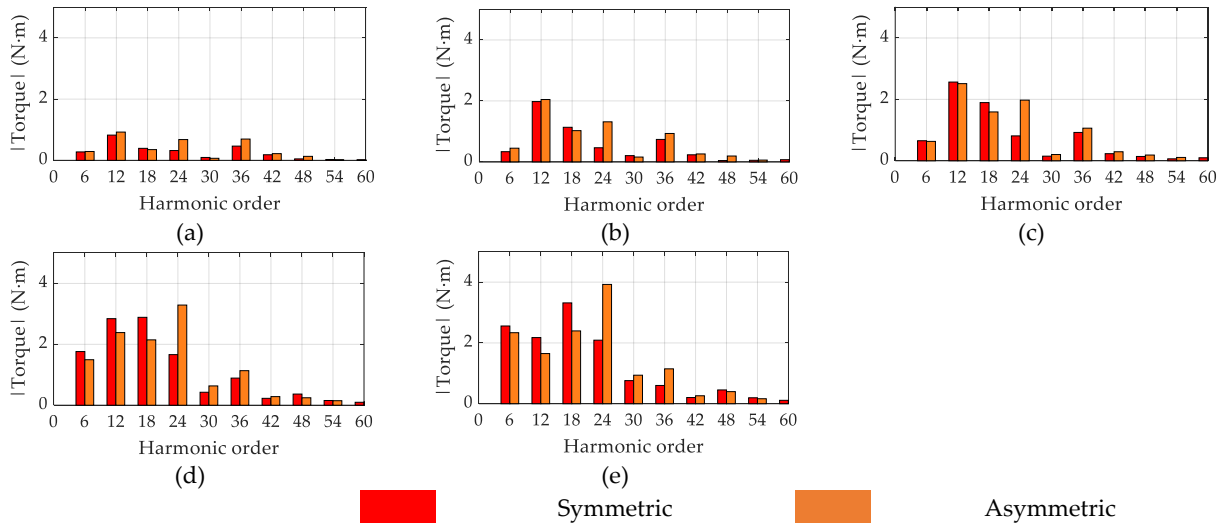 |Torque| (N·m)
4
2
0
0 6 12 18 24 30 36 42 48 54 60
Harmonic order
(a)
|Torque| (N·m)
4
2
0
0 6 12 18 24 30 36 42 48 54 60
Harmonic order
(b)
|Torque| (N·m)
4
2
0
0 6 12 18 24 30 36 42 48 54 60
Harmonic order
(c)
|Torque| (N·m)
4
2
0
0 6 12 18 24 30 36 42 48 54 60
Harmonic order
(d)
|Torque| (N·m)
4
2
0
0 6 12 18 24 30 36 42 48 54 60
Harmonic order
(e)
Symmetric Asymmetric